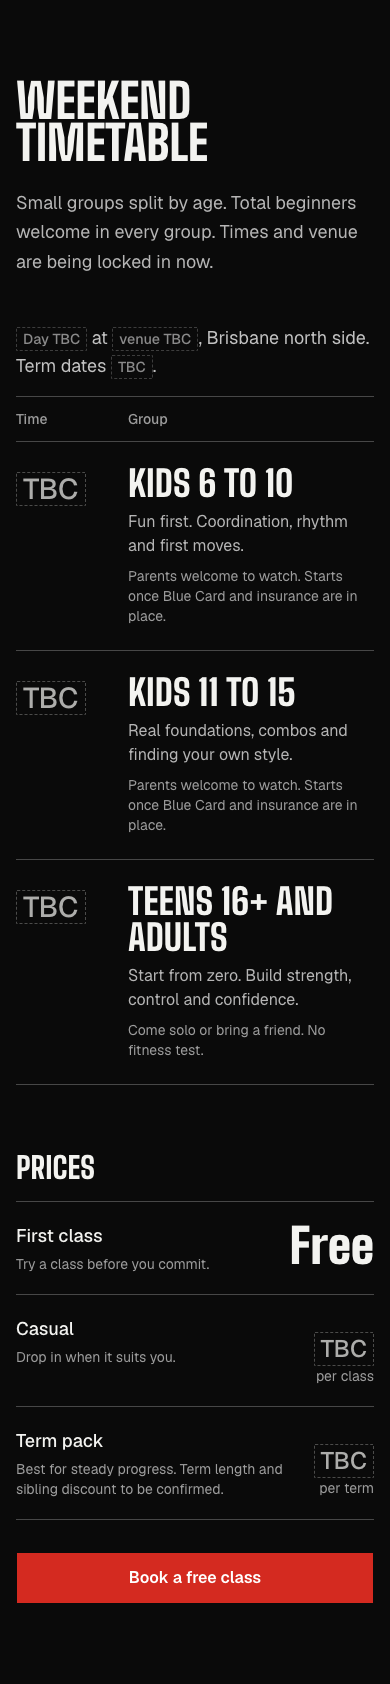 WEEKEND
TIMETABLE
Small groups split by age. Total beginners
welcome in every group. Times and venue
are being locked in now.
Day TBC at venue TBC, Brisbane north side.
Term dates TBC.
Time Group
TBC KIDS 6 TO 10
Fun first. Coordination, rhythm
and first moves.
Parents welcome to watch. Starts
once Blue Card and insurance are in
place.
TBC KIDS 11 TO 15
Real foundations, combos and
finding your own style.
Parents welcome to watch. Starts
once Blue Card and insurance are in
place.
TBC TEENS 16+ AND
ADULTS
Start from zero. Build strength,
control and confidence.
Come solo or bring a friend. No
fitness test.
PRICES
First class Free
Try a class before you commit.
Casual
Drop in when it suits you.
TBC
per class
Term pack
Best for steady progress. Term length and
sibling discount to be confirmed.
TBC
per term
Book a free class